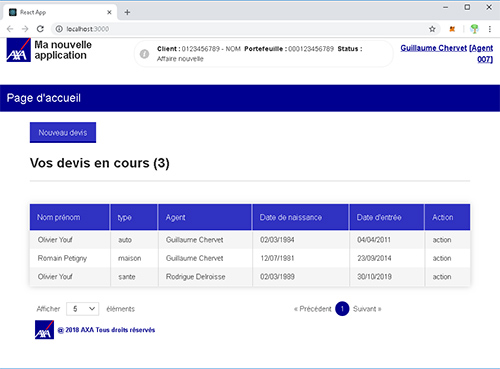 React App
localhost:3000
AXA
Ma nouvelle application
Client : 0123456789 - NOM Portefeuille : 000123456789 Status :
Affaire nouvelle
Guillaume Chervet [Agent
007]
Page d'accueil
Nouveau devis
Vos devis en cours (3)
Nom prénom type Agent Date de naissance Date d'entrée Action
Olivier Youf auto Guillaume Chervet 02/03/1984 04/04/2011 action
Romain Petigny maison Guillaume Chervet 12/07/1981 23/09/2014 action
Olivier Youf sante Rodrigue Delroisse 02/03/1989 30/10/2019 action
Afficher 5 éléments « Précédent 1 Suivant »
AXA @ 2018 AXA Tous droits réservés